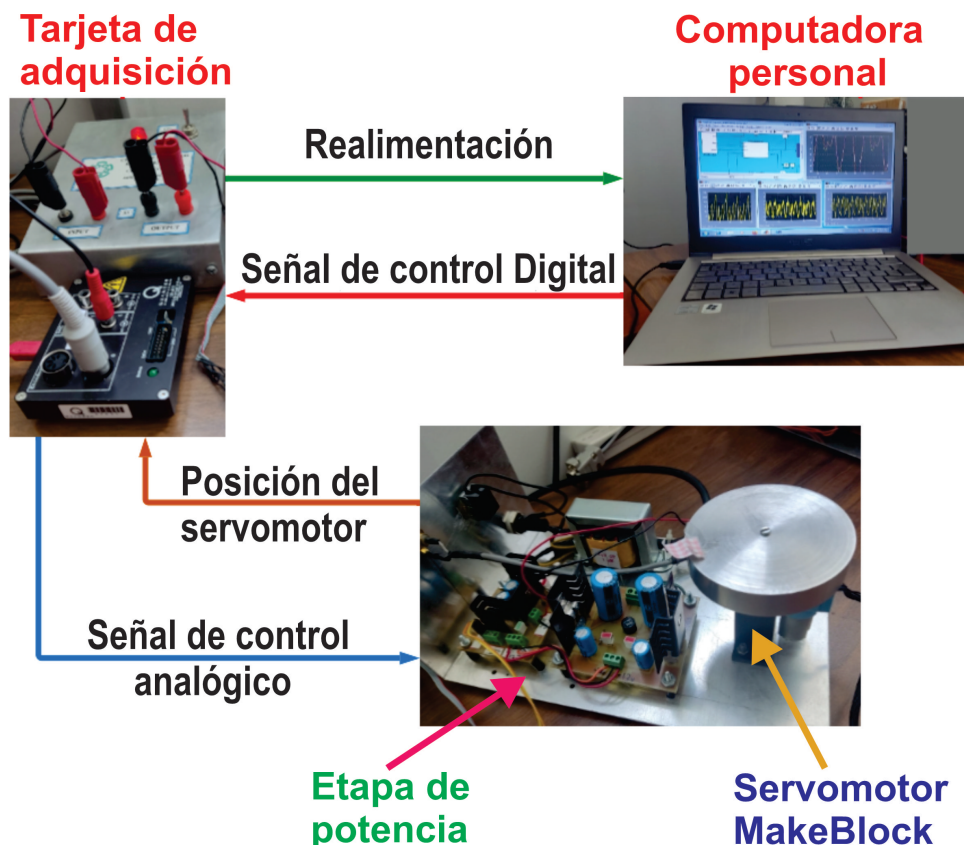 Tarjeta de
adquisición
Computadora
personal
Realimentación
Señal de control Digital
Posición del
servomotor
Señal de control
analógico
Etapa de
potencia
Servomotor
MakeBlock